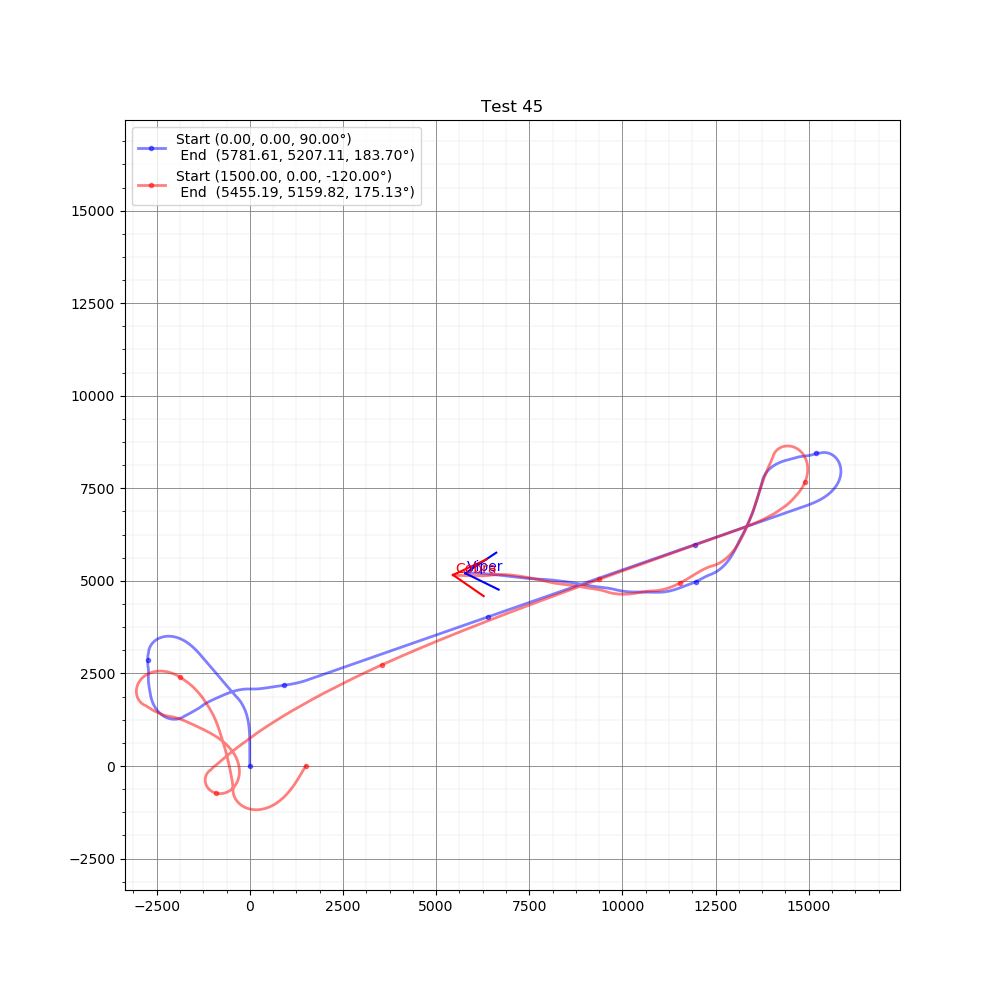 Test 45
Start (0.00, 0.00, 90.00°)
End (5781.61, 5207.11, 183.70°)
Start (1500.00, 0.00, -120.00°)
End (5455.19, 5159.82, 175.13°)
15000
12500
10000
7500
5000
2500
0
−2500
Viper
−2500 0 2500 5000 7500 10000 12500 15000